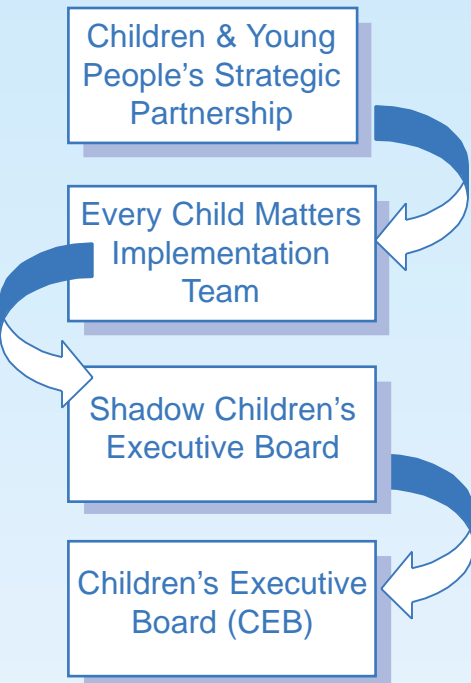 Children & Young
People’s Strategic
Partnership
Every Child Matters
Implementation
Team
Shadow Children’s
Executive Board
Children’s Executive
Board (CEB)